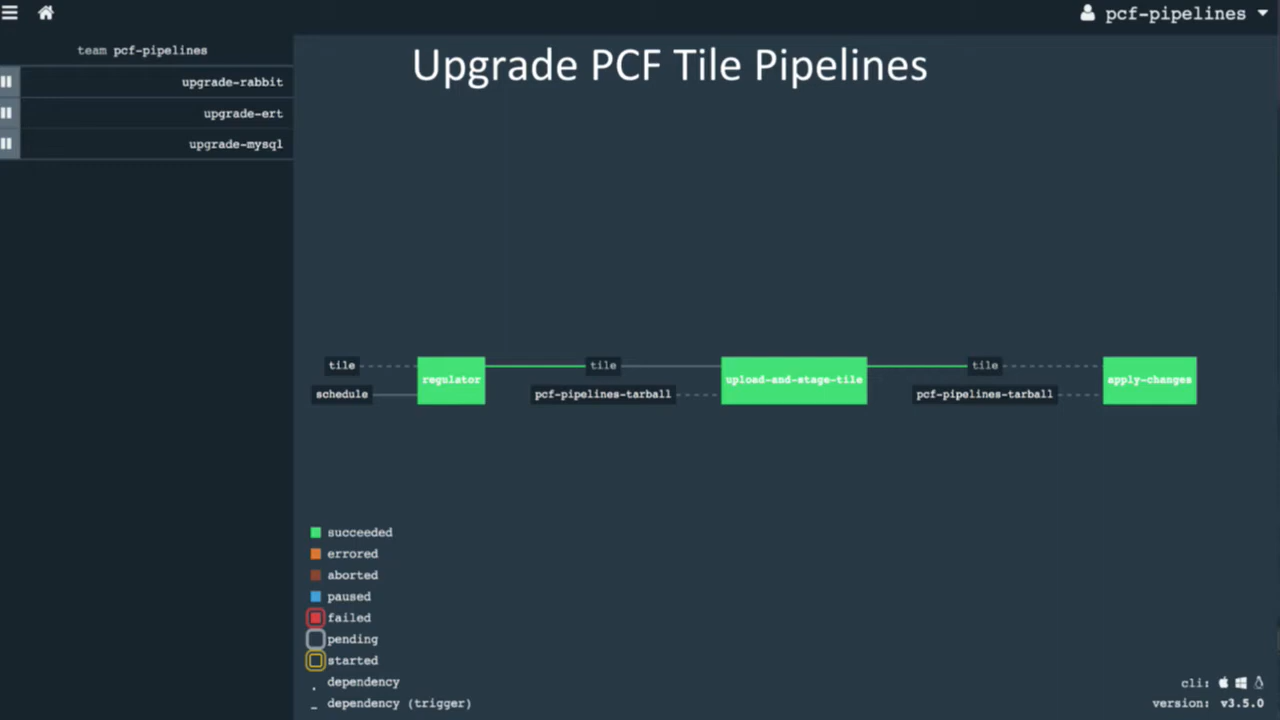 pcf-pipelines
team pcf-pipelines
upgrade-rabbit
upgrade-ert
upgrade-mysql
Upgrade PCF Tile Pipelines
tile
schedule
regulator
tile
pcf-pipelines-tarball
upload-and-stage-tile
tile
pcf-pipelines-tarball
apply-changes
succeeded
errored
aborted
paused
failed
pending
started
dependency
dependency (trigger)
cli:
version: v3.5.0